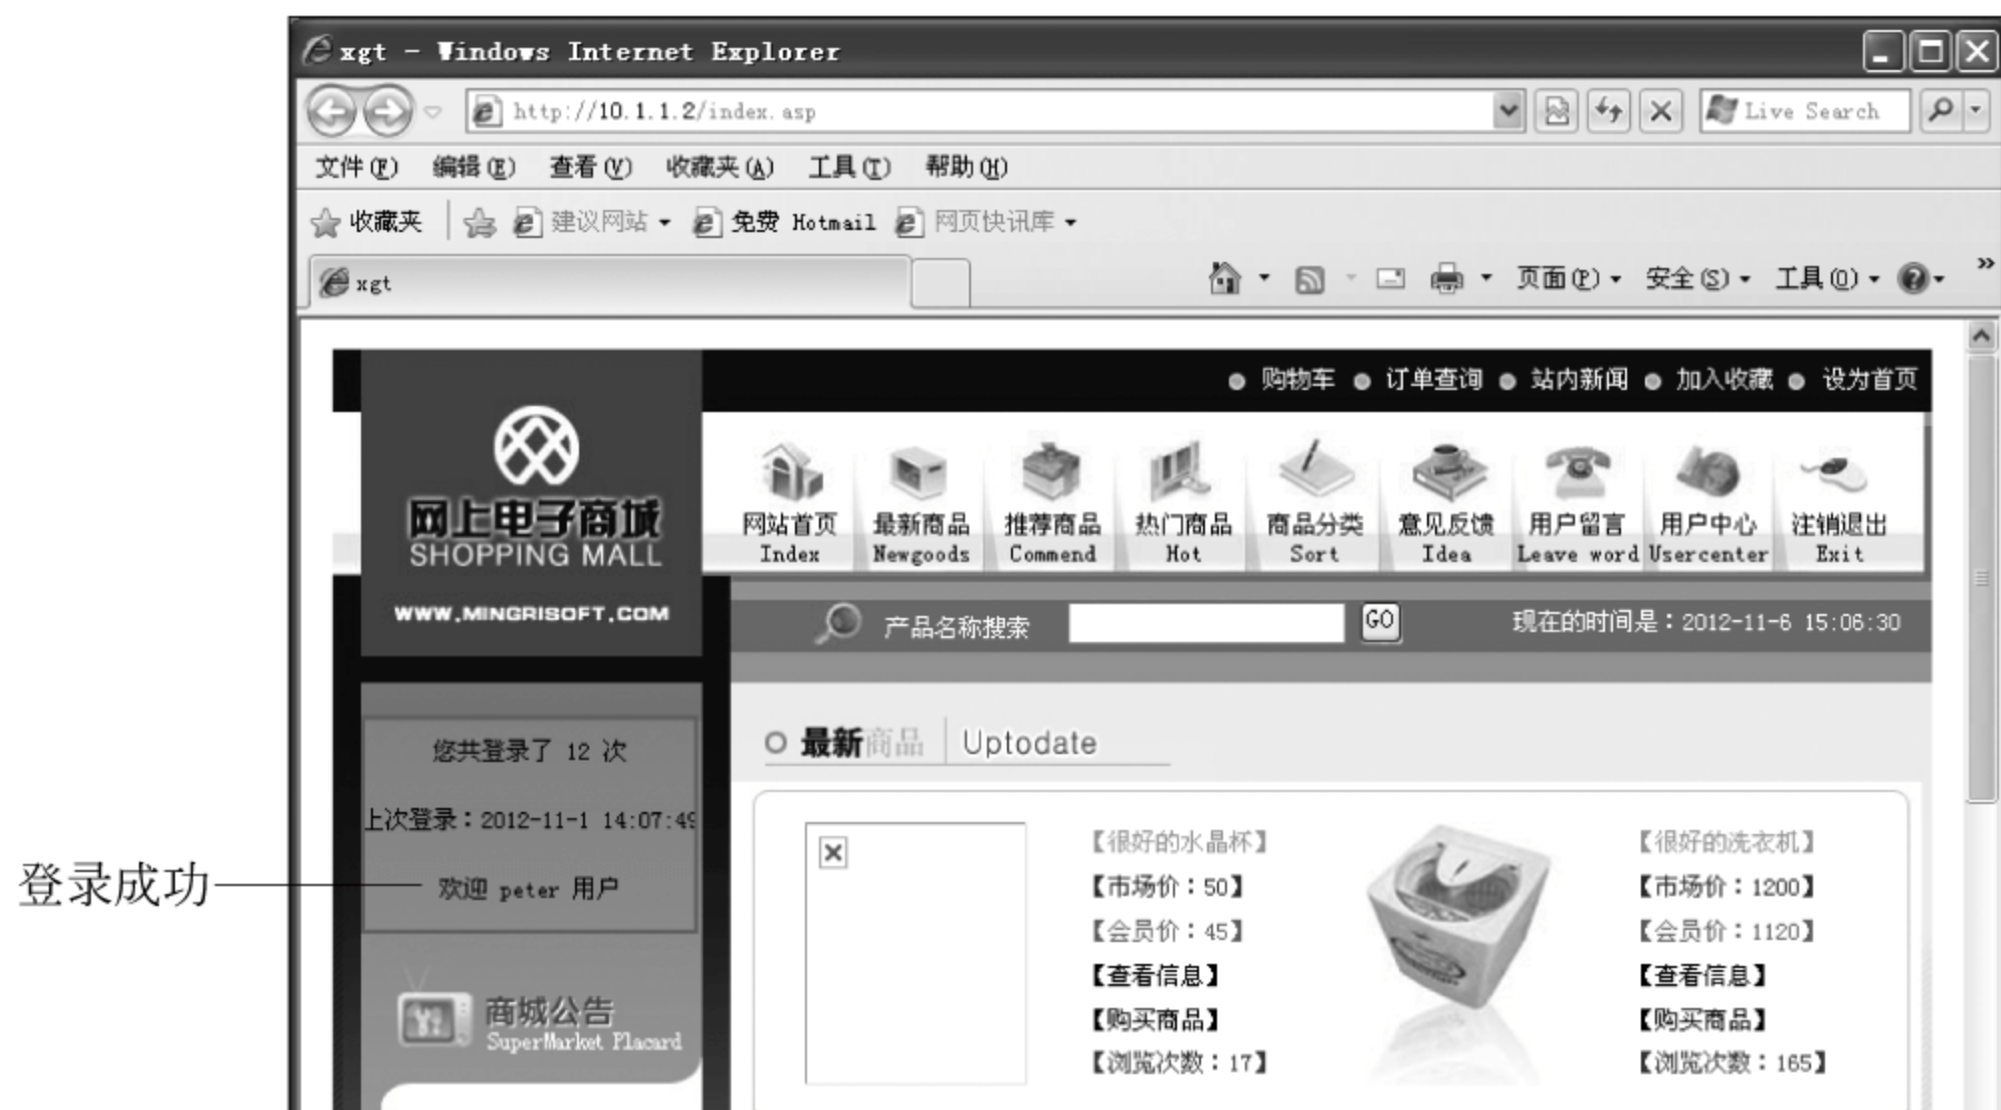 xgt - Windows Internet Explorer
http://10.1.1.2/index.asp
Live Search
文件(F) 编辑(E) 查看(V) 收藏夹(A) 工具(T) 帮助(H)
收藏夹 建议网站 免费 Hotmail 网页快讯库
xgt
页面(P) 安全(S) 工具(O) »
购物车 订单查询 站内新闻 加入收藏 设为首页
网上电子商城
SHOPPING MALL
WWW.MINGRISOFT.COM
网站首页 最新商品 推荐商品 热门商品 商品分类 意见反馈 用户留言 用户中心 注销退出
Index Newgoods Commend Hot Sort Idea Leave word Usercenter Exit
产品名称搜索 GO 现在的时间是：2012-11-6 15:06:30
您共登录了 12 次
上次登录：2012-11-1 14:07:49
欢迎 peter 用户
登录成功
商城公告
SuperMarket Placard
最新商品 Uptodate
【很好的水晶杯】
【市场价：50】
【会员价：45】
【查看信息】
【购买商品】
【浏览次数：17】
【很好的洗衣机】
【市场价：1200】
【会员价：1120】
【查看信息】
【购买商品】
【浏览次数：165】